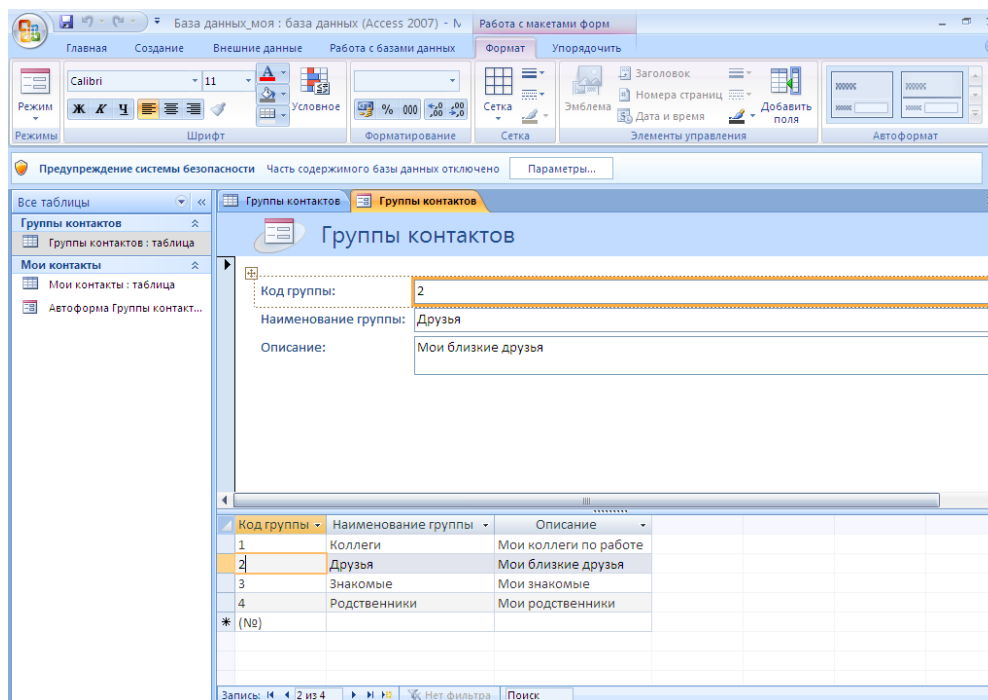 База данных_моя : база данных (Access 2007) - М
Работа с макетами форм
Главная Создание Внешние данные Работа с базами данных Формат Упорядочить
Calibri 11
Режим
Ж К Ч
Условное
% 000
Сетка
Эмблема
Заголовок
Номера страниц
Дата и время
Добавить поля
Режимы Шрифт Форматирование Сетка Элементы управления Автоформат
Предупреждение системы безопасности Часть содержимого базы данных отключено Параметры...
Все таблицы
Группы контактов
Группы контактов : таблица
Мои контакты
Мои контакты : таблица
Автоформа Группы контакт...
Группы контактов Группы контактов
Группы контактов
Код группы: 2
Наименование группы: Друзья
Описание: Мои близкие друзья
Код группы Наименование группы Описание
1 Коллеги Мои коллеги по работе
2 Друзья Мои близкие друзья
3 Знакомые Мои знакомые
4 Родственники Мои родственники
(№)
Запись: 2 из 4 Нет фильтра Поиск